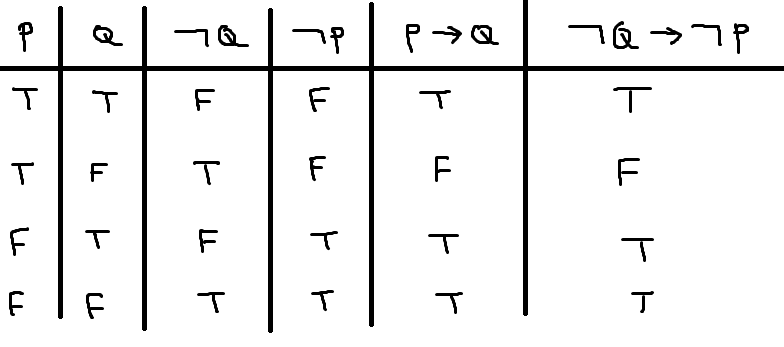 P Q ¬Q ¬P P → Q ¬Q → ¬P
T T F F T T
T F T F F F
F T F T T T
F F T T T T